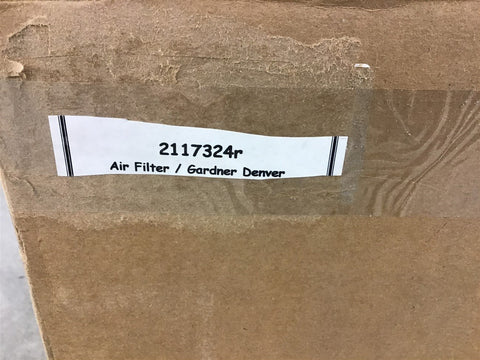 2117324r
Air Filter / Gardner Denver